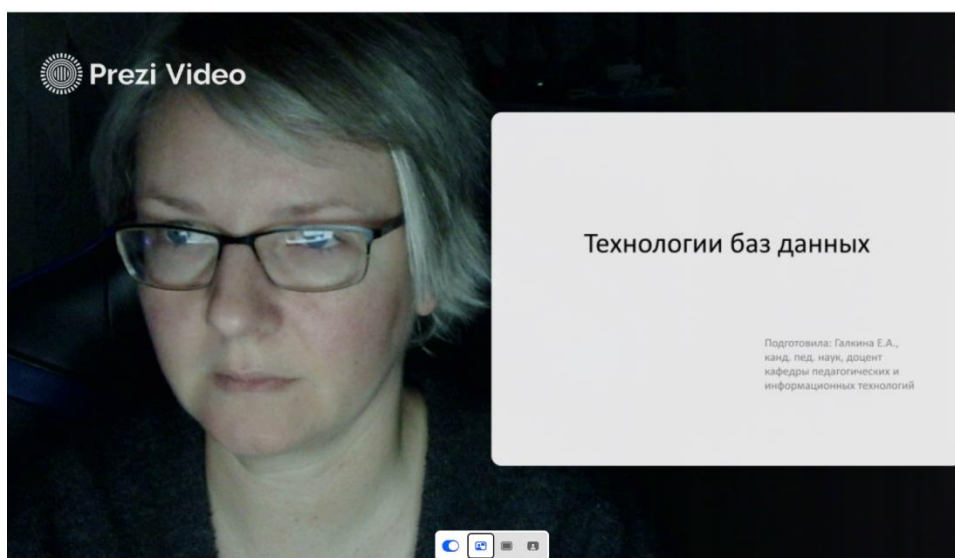 Prezi Video
Технологии баз данных
Подготовила: Галкина Е.А.,
канд. пед. наук, доцент
кафедры педагогических и
информационных технологий